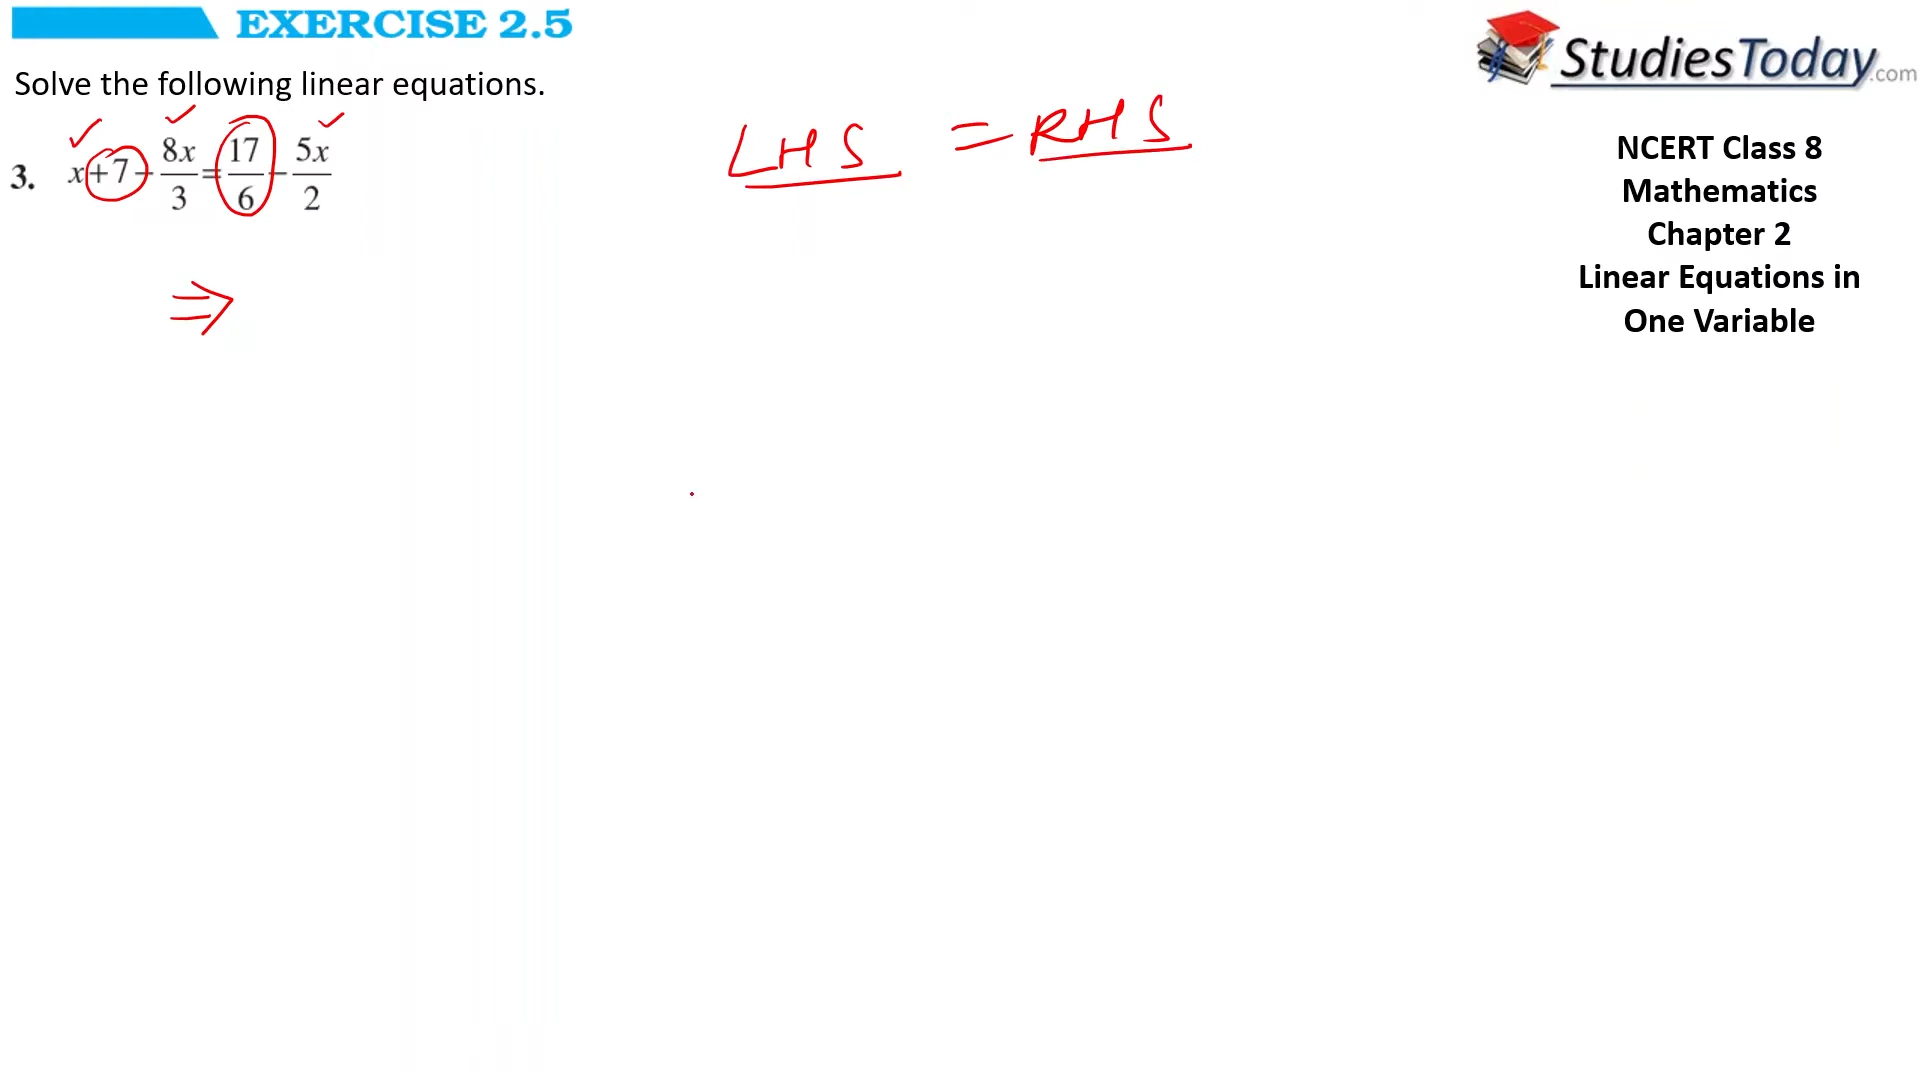 EXERCISE 2.5
StudiesToday.com
Solve the following linear equations.
3. x + 7 − 8x/3 = 17/6 − 5x/2
LHS = RHS
NCERT Class 8
Mathematics
Chapter 2
Linear Equations in
One Variable
⇒